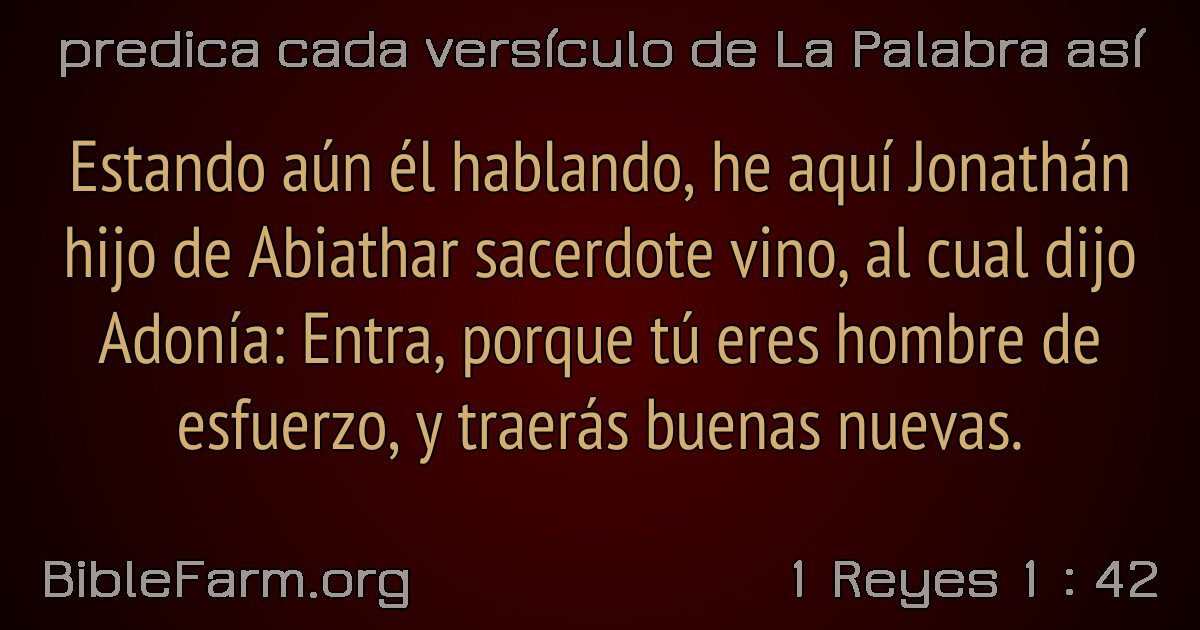 predica cada versículo de La Palabra así
Estando aún él hablando, he aquí Jonathán
hijo de Abiathar sacerdote vino, al cual dijo
Adonía: Entra, porque tú eres hombre de
esfuerzo, y traerás buenas nuevas.
BibleFarm.org
1 Reyes 1 : 42